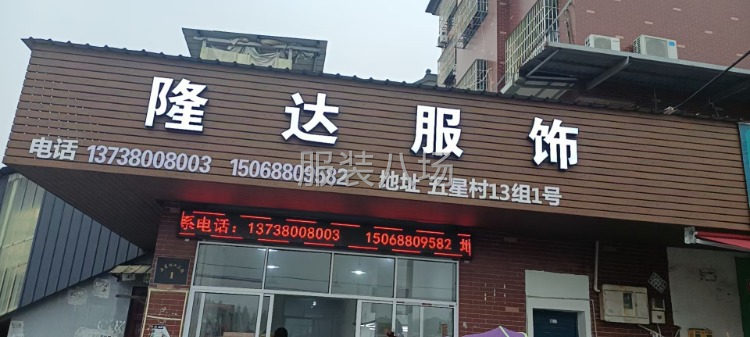 隆达服饰
电话 13738008003 15068809582 地址 五星村13组1号
服装八场
系电话：13738008003 15068809582 地